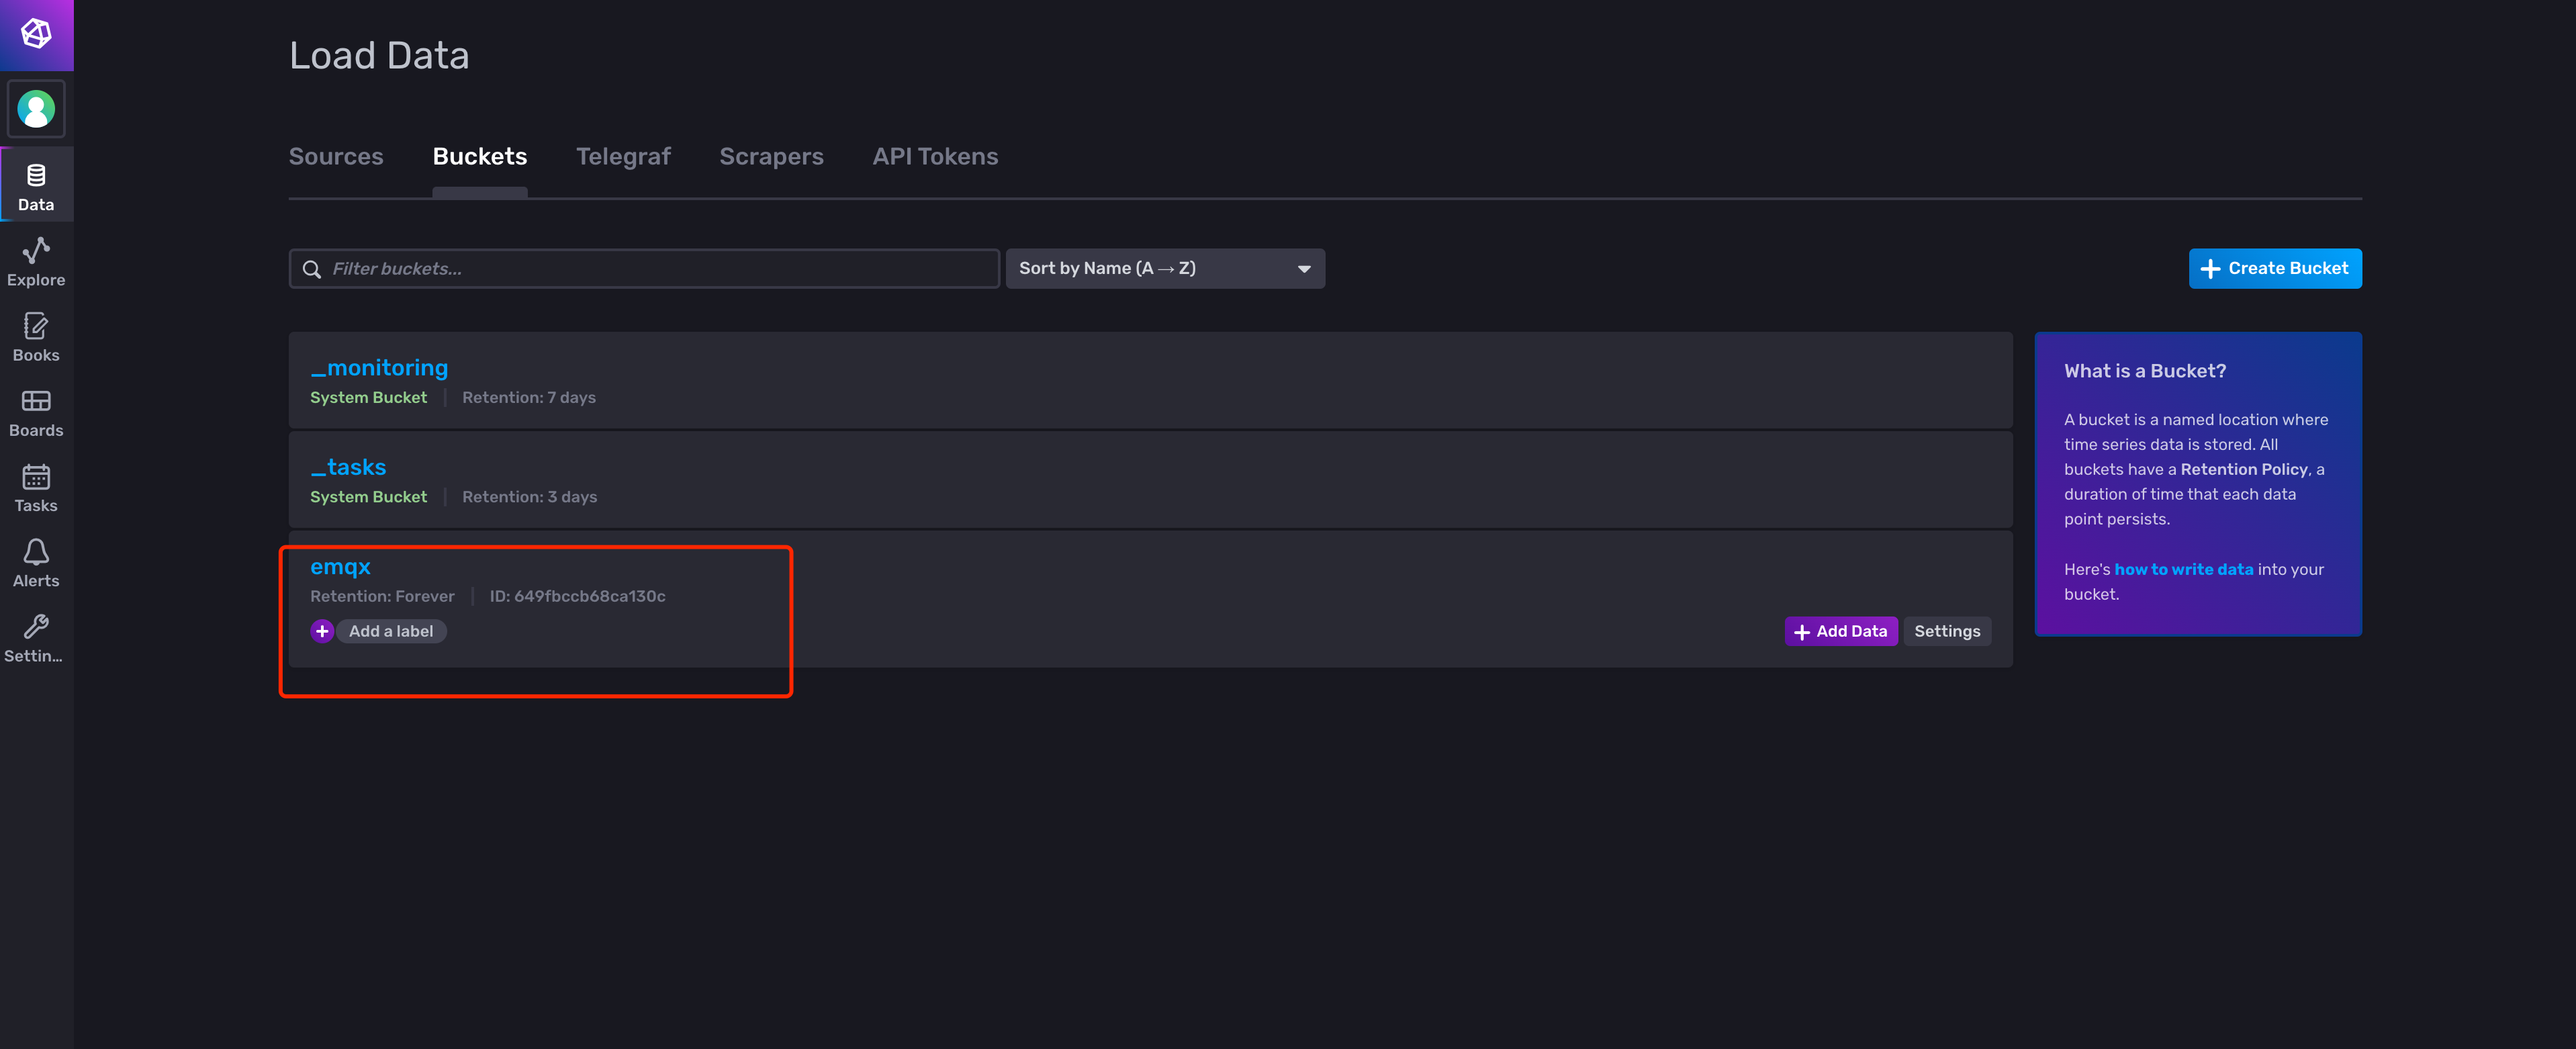 Load Data
Sources
Buckets
Telegraf
Scrapers
API Tokens
Data
Explore
Books
Boards
Tasks
Alerts
Settin...
Filter buckets...
Sort by Name (A → Z)
Create Bucket
_monitoring
System Bucket
Retention: 7 days
_tasks
System Bucket
Retention: 3 days
emqx
Retention: Forever
ID: 649fbccb68ca130c
Add a label
Add Data
Settings
What is a Bucket?
A bucket is a named location where
time series data is stored. All
buckets have a Retention Policy, a
duration of time that each data
point persists.
Here's how to write data into your
bucket.